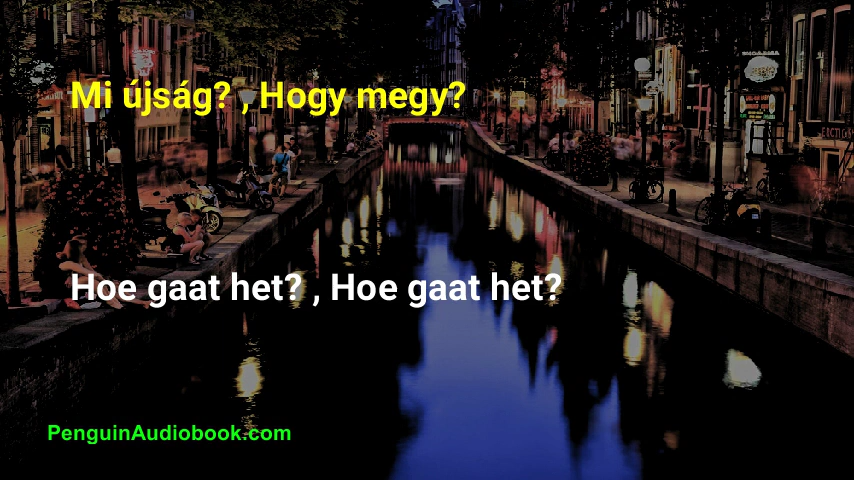 Mi újság? , Hogy megy?
Hoe gaat het? , Hoe gaat het?
PenguinAudiobook.com